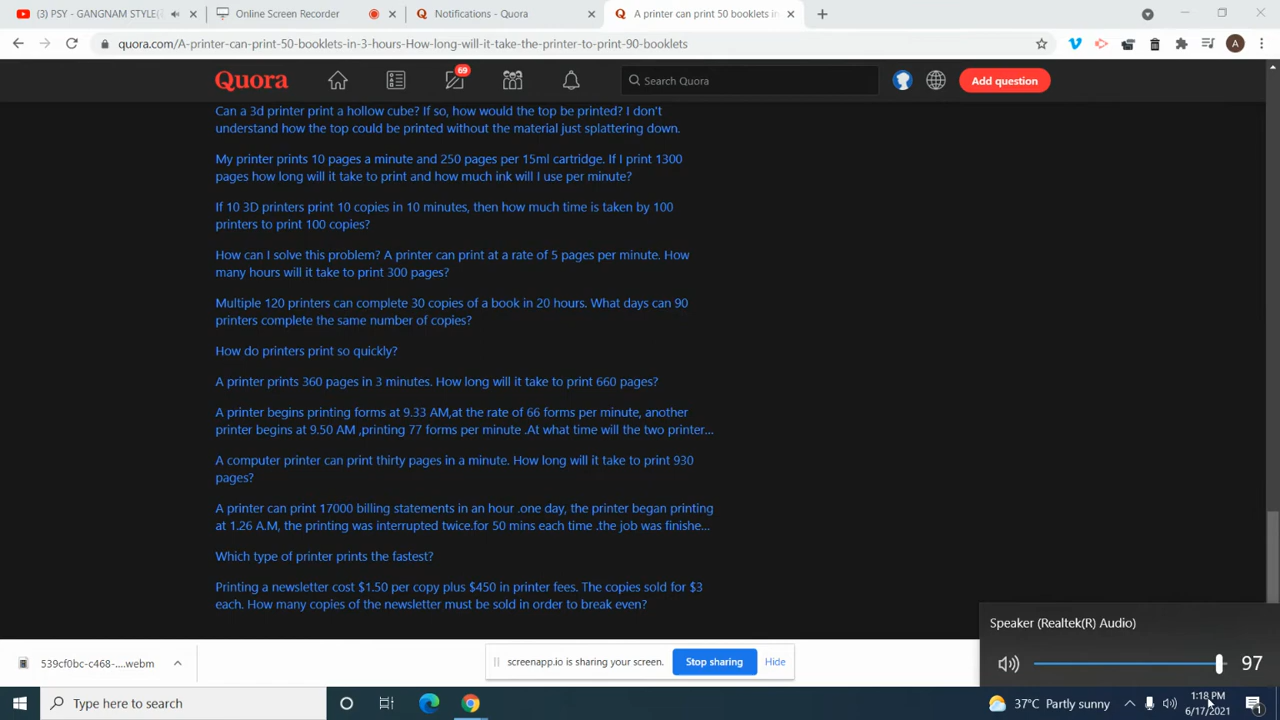 (3) PSY - GANGNAM STYLE(
Online Screen Recorder
Notifications - Quora
A printer can print 50 booklets in
quora.com/A-printer-can-print-50-booklets-in-3-hours-How-long-will-it-take-the-printer-to-print-90-booklets
A
Quora
69
Search Quora
Add question
Can a 3d printer print a hollow cube? If so, how would the top be printed? I don't
understand how the top could be printed without the material just splattering down.
My printer prints 10 pages a minute and 250 pages per 15ml cartridge. If I print 1300
pages how long will it take to print and how much ink will I use per minute?
If 10 3D printers print 10 copies in 10 minutes, then how much time is taken by 100
printers to print 100 copies?
How can I solve this problem? A printer can print at a rate of 5 pages per minute. How
many hours will it take to print 300 pages?
Multiple 120 printers can complete 30 copies of a book in 20 hours. What days can 90
printers complete the same number of copies?
How do printers print so quickly?
A printer prints 360 pages in 3 minutes. How long will it take to print 660 pages?
A printer begins printing forms at 9.33 AM,at the rate of 66 forms per minute, another
printer begins at 9.50 AM ,printing 77 forms per minute .At what time will the two printer...
A computer printer can print thirty pages in a minute. How long will it take to print 930
pages?
A printer can print 17000 billing statements in an hour .one day, the printer began printing
at 1.26 A.M, the printing was interrupted twice.for 50 mins each time .the job was finishe...
Which type of printer prints the fastest?
Printing a newsletter cost $1.50 per copy plus $450 in printer fees. The copies sold for $3
each. How many copies of the newsletter must be sold in order to break even?
Speaker (Realtek(R) Audio)
97
539cf0bc-c468-....webm
screenapp.io is sharing your screen.
Stop sharing
Hide
Type here to search
37°C Partly sunny
1:18 PM
6/17/2021
1